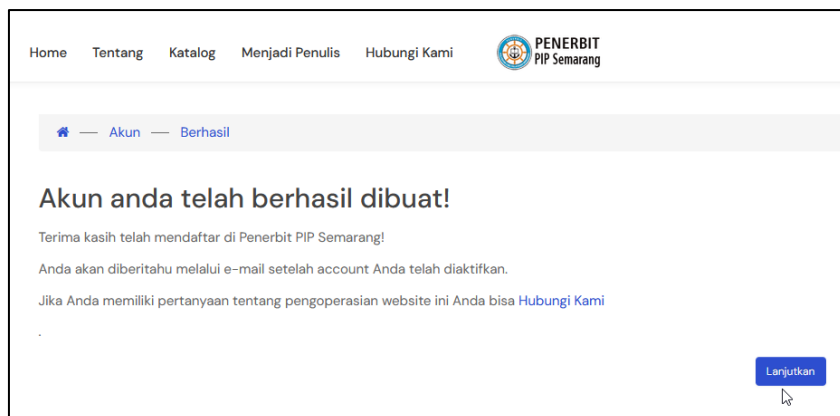 Home Tentang Katalog Menjadi Penulis Hubungi Kami
PENERBIT
PIP Semarang
Akun — Berhasil
Akun anda telah berhasil dibuat!
Terima kasih telah mendaftar di Penerbit PIP Semarang!
Anda akan diberitahu melalui e-mail setelah account Anda telah diaktifkan.
Jika Anda memiliki pertanyaan tentang pengoperasian website ini Anda bisa Hubungi Kami
.
Lanjutkan